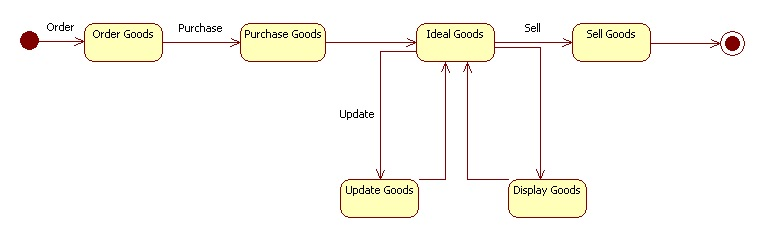 Order
Order Goods
Purchase
Purchase Goods
Ideal Goods
Sell
Sell Goods
Update
Update Goods
Display Goods